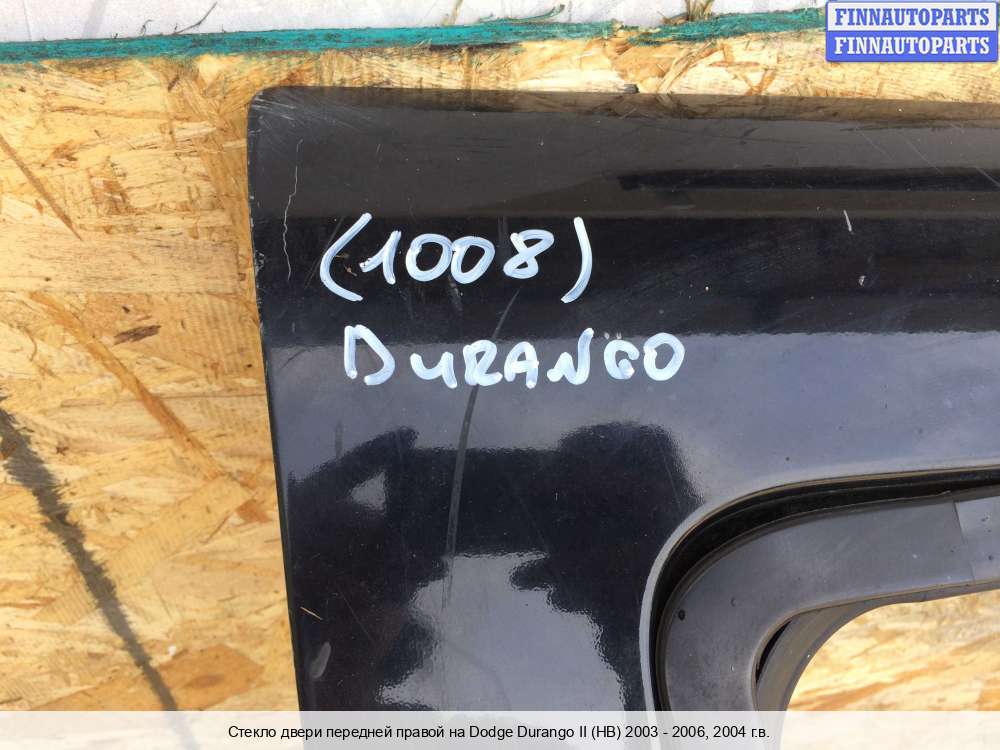 FINNAUTOPARTS
FINNAUTOPARTS
(1008)
DURANGO
Стекло двери передней правой на Dodge Durango II (HB) 2003 - 2006, 2004 г.в.